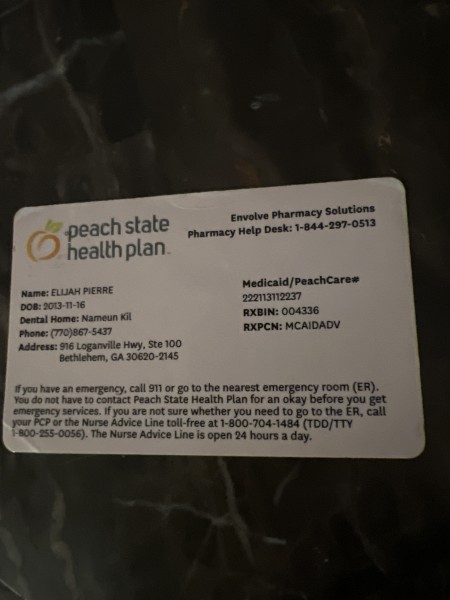 peach state
health plan™
Envolve Pharmacy Solutions
Pharmacy Help Desk: 1-844-297-0513
Name: ELIJAH PIERRE
DOB: 2013-11-16
Dental Home: Nameun Kil
Phone: (770)867-5437
Address: 916 Loganville Hwy, Ste 100
Bethlehem, GA 30620-2145
Medicaid/PeachCare#
222113112237
RXBIN: 004336
RXPCN: MCAIDADV
If you have an emergency, call 911 or go to the nearest emergency room (ER).
You do not have to contact Peach State Health Plan for an okay before you get
emergency services. If you are not sure whether you need to go to the ER, call
your PCP or the Nurse Advice Line toll-free at 1-800-704-1484 (TDD/TTY
1-800-255-0056). The Nurse Advice Line is open 24 hours a day.